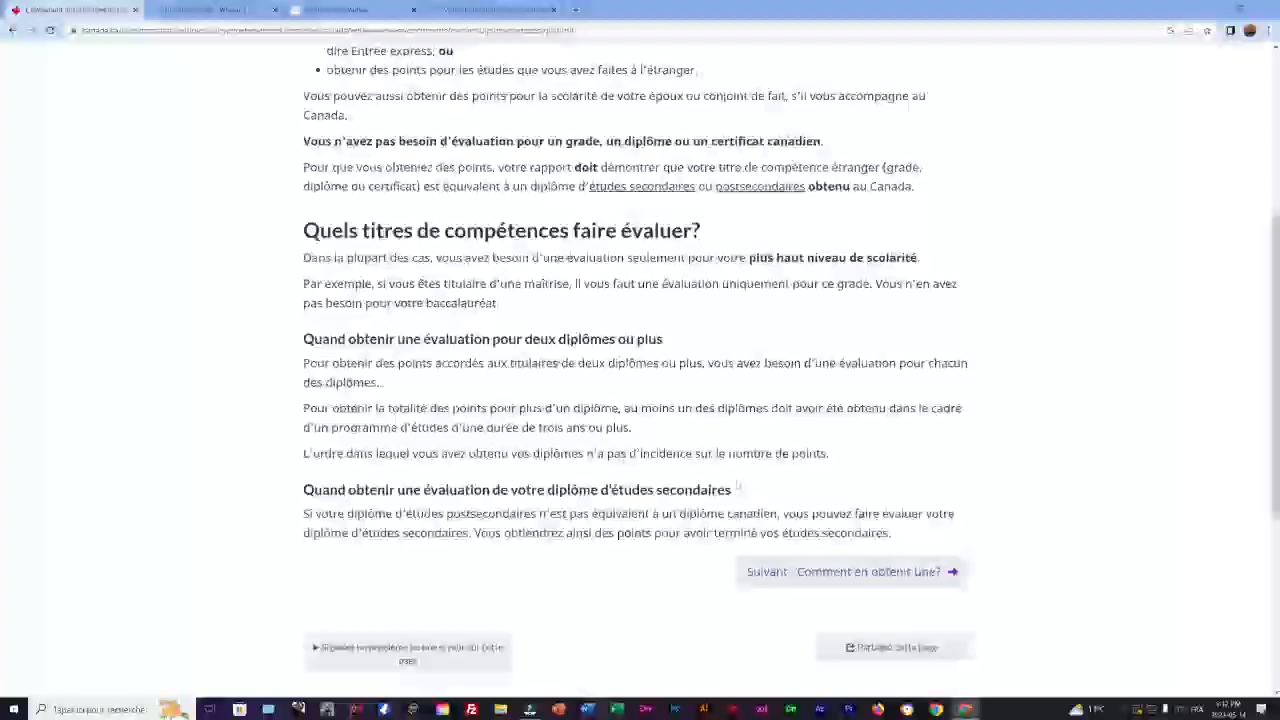 dire Entrée express, ou
• obtenir des points pour les études que vous avez faites à l'étranger.
Vous pouvez aussi obtenir des points pour la scolarité de votre époux ou conjoint de fait, s'il vous accompagne au
Canada.
Vous n'avez pas besoin d'évaluation pour un grade, un diplôme ou un certificat canadien.
Pour que vous obteniez des points, votre rapport doit démontrer que votre titre de compétence étranger (grade,
diplôme ou certificat) est équivalent à un diplôme d'études secondaires ou postsecondaires obtenu au Canada.
Quels titres de compétences faire évaluer?
Dans la plupart des cas, vous avez besoin d'une évaluation seulement pour votre plus haut niveau de scolarité.
Par exemple, si vous êtes titulaire d'une maîtrise, il vous faut une évaluation uniquement pour ce grade. Vous n'en avez
pas besoin pour votre baccalauréat.
Quand obtenir une évaluation pour deux diplômes ou plus
Pour obtenir des points accordés aux titulaires de deux diplômes ou plus, vous avez besoin d'une évaluation pour chacun
des diplômes.
Pour obtenir la totalité des points pour plus d'un diplôme, au moins un des diplômes doit avoir été obtenu dans le cadre
d'un programme d'études d'une durée de trois ans ou plus.
L'ordre dans lequel vous avez obtenu vos diplômes n'a pas d'incidence sur le nombre de points.
Quand obtenir une évaluation de votre diplôme d'études secondaires
Si votre diplôme d'études postsecondaires n'est pas équivalent à un diplôme canadien, vous pouvez faire évaluer votre
diplôme d'études secondaires. Vous obtiendrez ainsi des points pour avoir terminé vos études secondaires.
Suivant : Comment en obtenir une?
Partager cette page
Taper ici pour rechercher
FRA